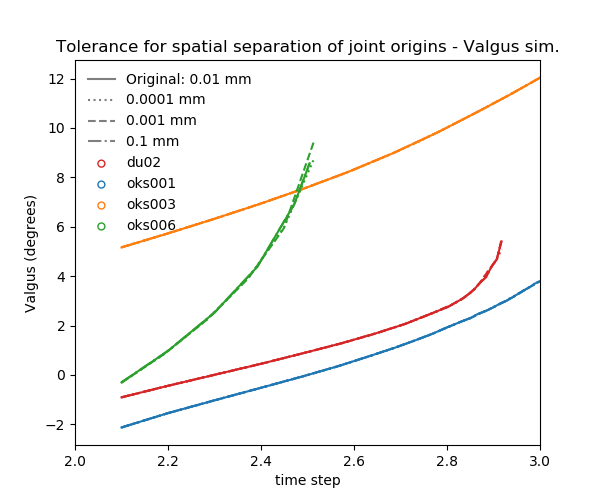 Tolerance for spatial separation of joint origins - Valgus sim.
Original: 0.01 mm
0.0001 mm
0.001 mm
0.1 mm
du02
oks001
oks003
oks006
Valgus (degrees)
12
10
8
6
4
2
0
−2
2.0 2.2 2.4 2.6 2.8 3.0
time step